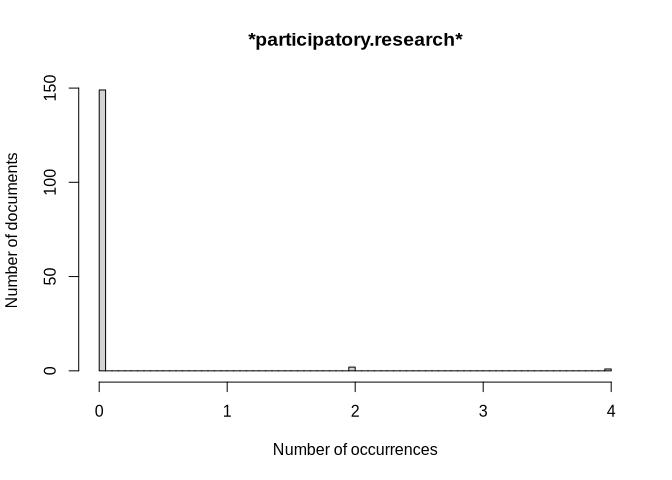 *participatory.research*
150
100
50
0
Number of documents
0 1 2 3 4
Number of occurrences